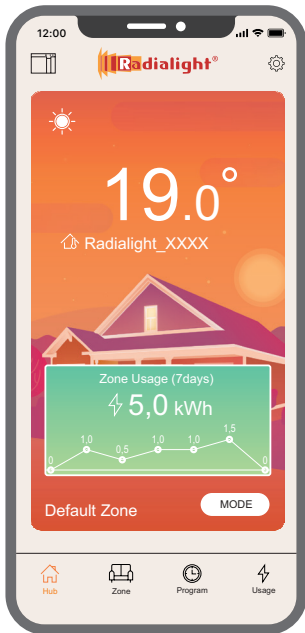 12:00
Radialight®
19.0°
Radialight_XXXX
Zone Usage (7days)
5,0 kWh
0 1,0 0,5 1,0 1,0 1,5 0
Default Zone MODE
Hub Zone Program Usage